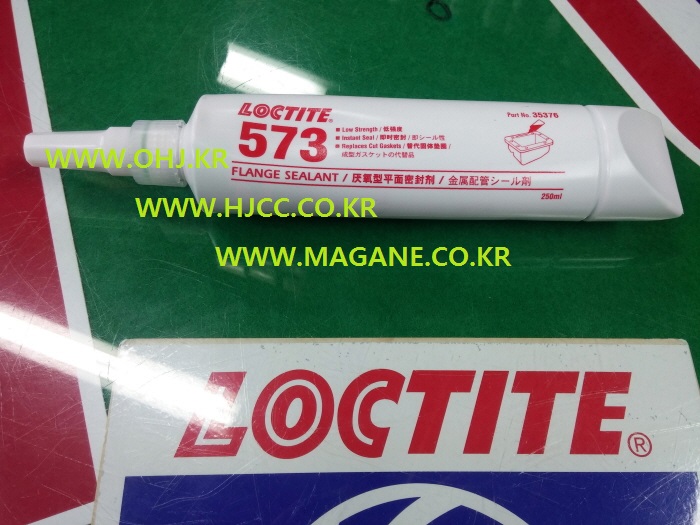 LOCTITE
573
■ Low Strength / 低强度
■ Instant Seal / 即时密封 / 即シール性
■ Replaces Cut Gaskets / 替代固体垫圈 /
成型ガスケットの代替品
Part No. 35376
FLANGE SEALANT / 厌氧型平面密封剂 / 金属配管シール剤
250ml
WWW.OHJ.KR
WWW.HJCC.CO.KR
WWW.MAGANE.CO.KR
LOCTITE®